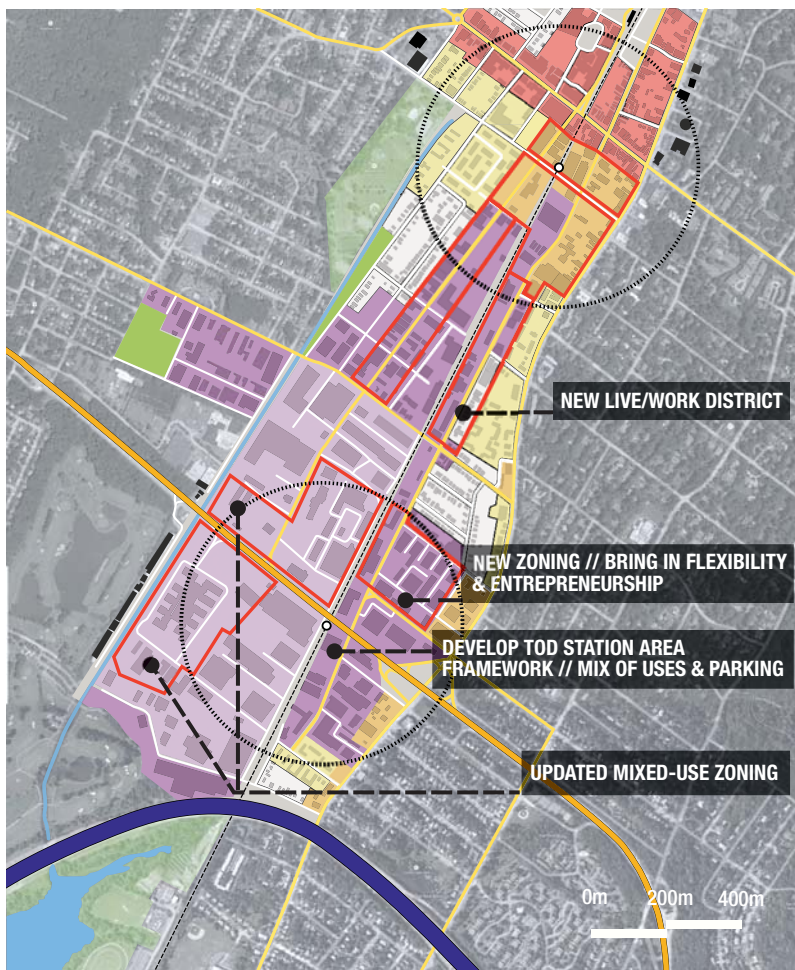 NEW LIVE/WORK DISTRICT
NEW ZONING // BRING IN FLEXIBILITY
& ENTREPRENEURSHIP
DEVELOP TOD STATION AREA
FRAMEWORK // MIX OF USES & PARKING
UPDATED MIXED-USE ZONING
0m 200m 400m